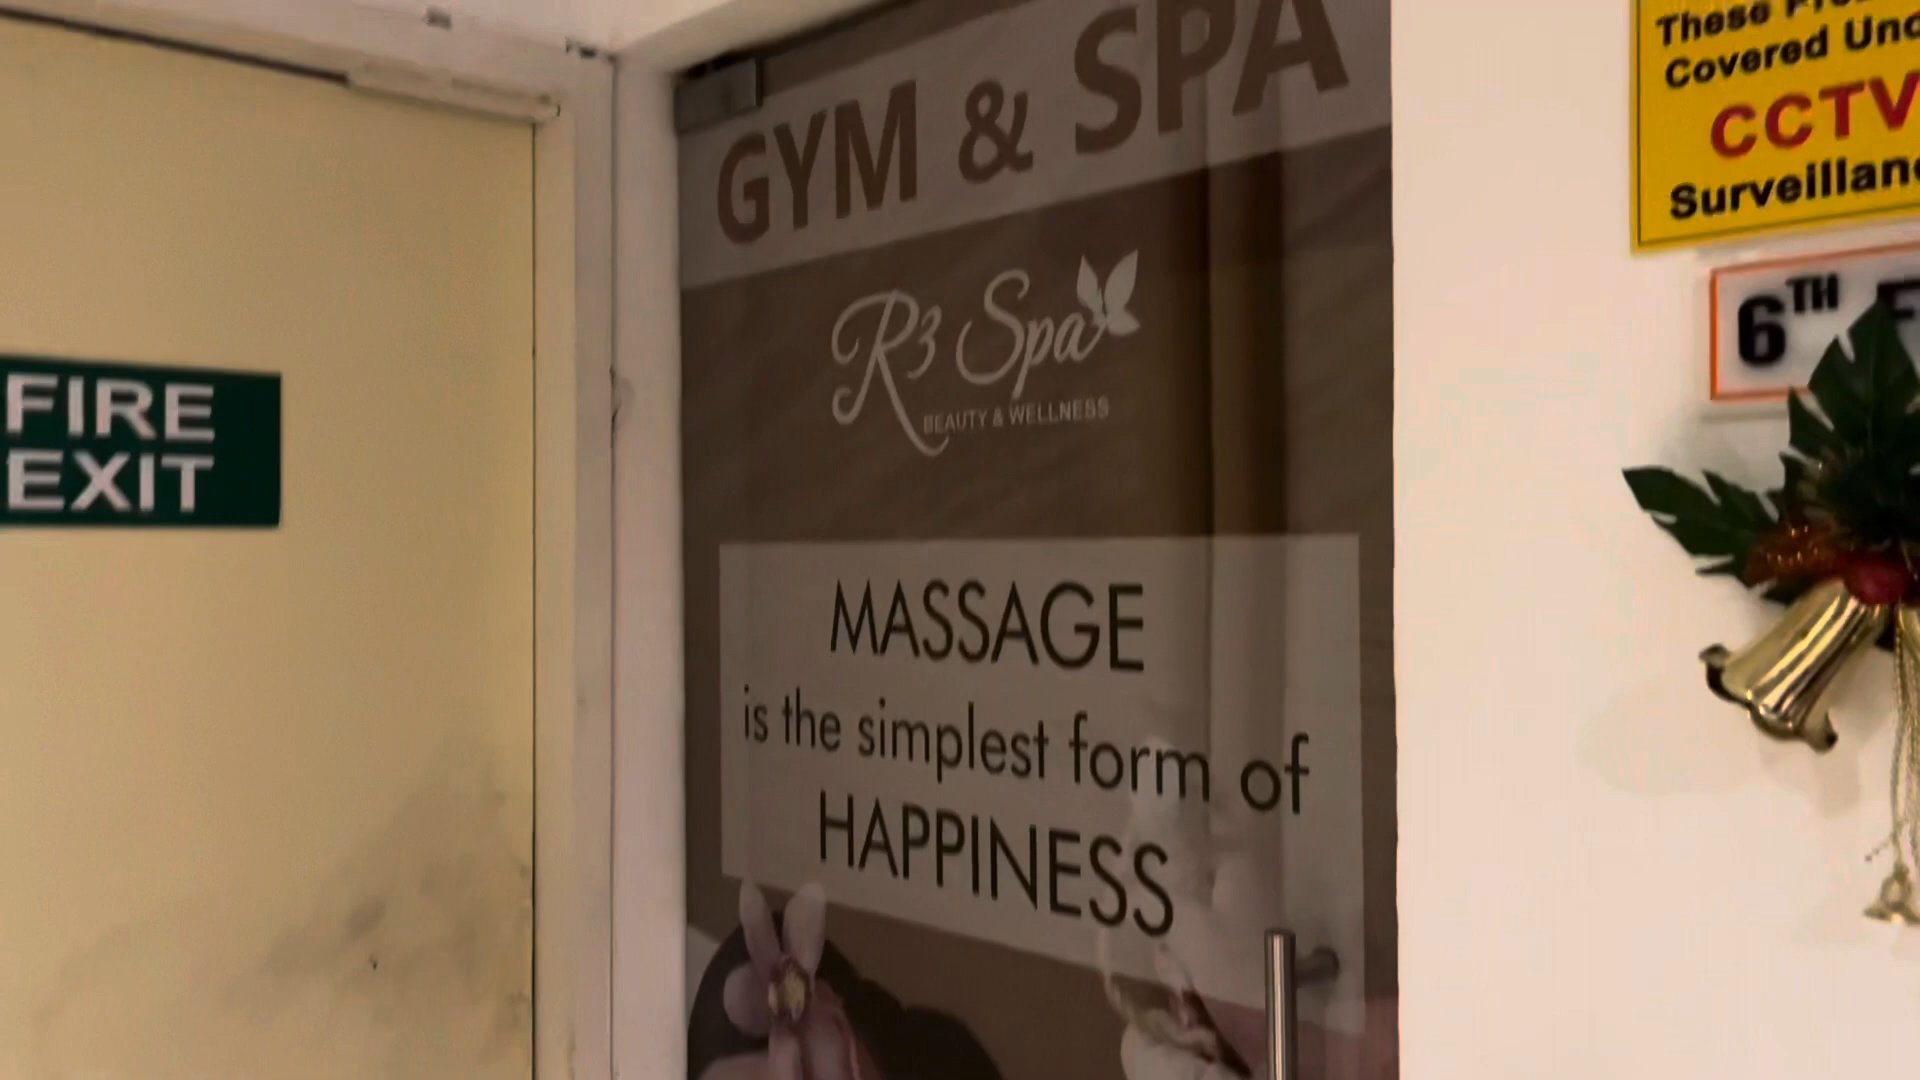 FIRE
EXIT
GYM & SPA
R3 Spa
BEAUTY & WELLNESS
MASSAGE
is the simplest form of
HAPPINESS
These
Covered
CCTV
6TH